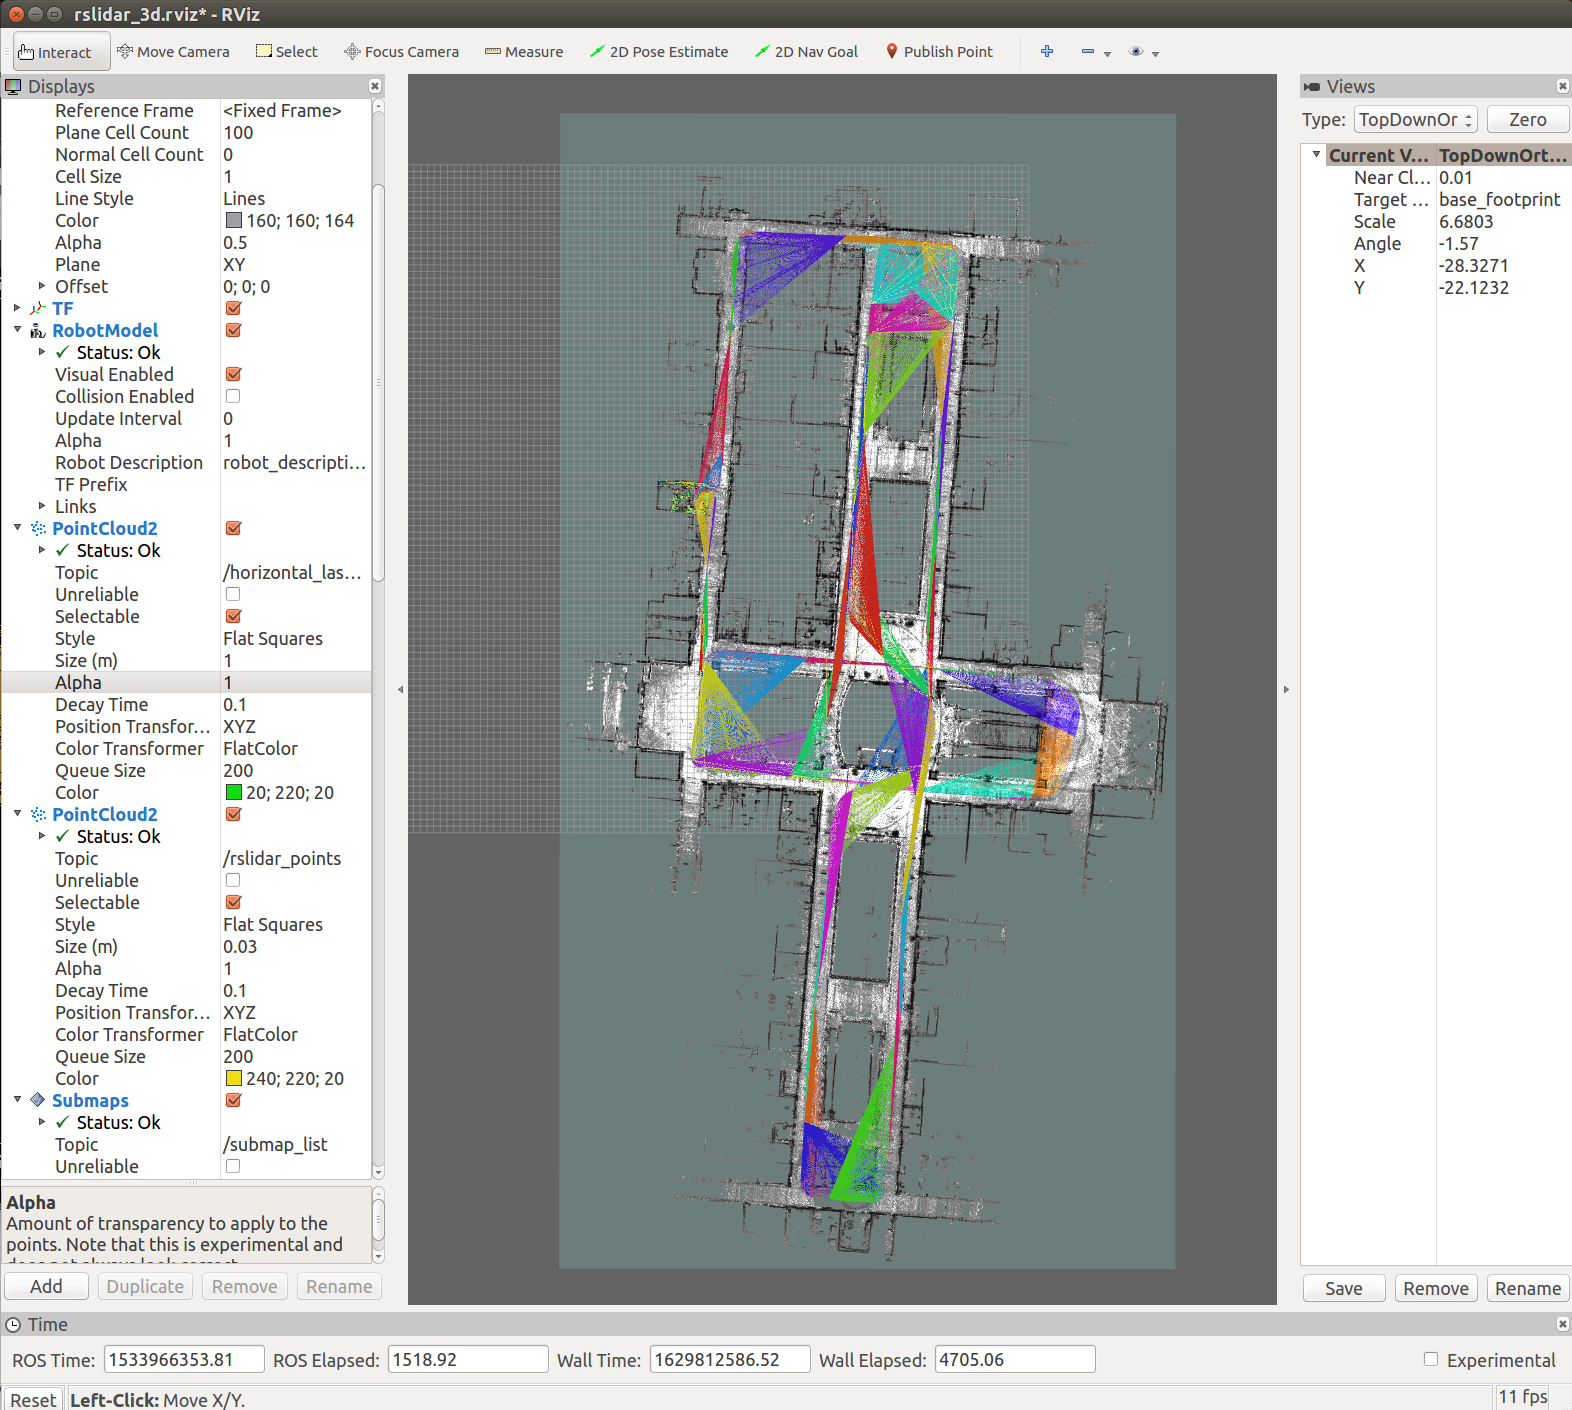 rslidar_3d.rviz* - RViz
Interact Move Camera Select Focus Camera Measure 2D Pose Estimate 2D Nav Goal Publish Point
Displays
Reference Frame <Fixed Frame>
Plane Cell Count 100
Normal Cell Count 0
Cell Size 1
Line Style Lines
Color 160; 160; 164
Alpha 0.5
Plane XY
Offset 0; 0; 0
TF
RobotModel
Status: Ok
Visual Enabled
Collision Enabled
Update Interval 0
Alpha 1
Robot Description robot_descripti...
TF Prefix
Links
PointCloud2
Status: Ok
Topic /horizontal_las...
Unreliable
Selectable
Style Flat Squares
Size (m) 1
Alpha 1
Decay Time 0.1
Position Transfor... XYZ
Color Transformer FlatColor
Queue Size 200
Color 20; 220; 20
PointCloud2
Status: Ok
Topic /rslidar_points
Unreliable
Selectable
Style Flat Squares
Size (m) 0.03
Alpha 1
Decay Time 0.1
Position Transfor... XYZ
Color Transformer FlatColor
Queue Size 200
Color 240; 220; 20
Submaps
Status: Ok
Topic /submap_list
Unreliable
Alpha
Amount of transparency to apply to the
points. Note that this is experimental and
Add Duplicate Remove Rename
Views
Type: TopDownOr Zero
Current V... TopDownOrt...
Near Cl... 0.01
Target ... base_footprint
Scale 6.6803
Angle -1.57
X -28.3271
Y -22.1232
Save Remove Rename
Time
ROS Time: 1533966353.81 ROS Elapsed: 1518.92 Wall Time: 1629812586.52 Wall Elapsed: 4705.06 Experimental
Reset Left-Click: Move X/Y. 11 fps